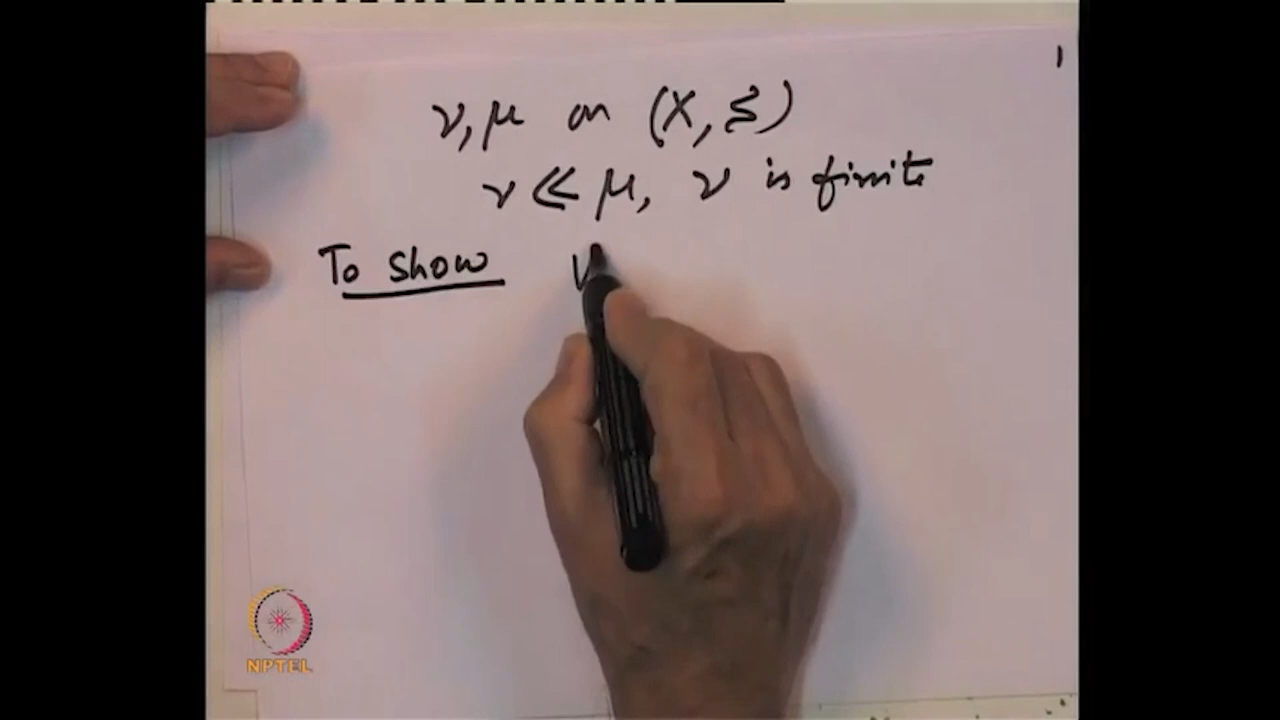 1
ν, μ on (X, S)
ν ≪ μ, ν is finite
To show
NPTEL